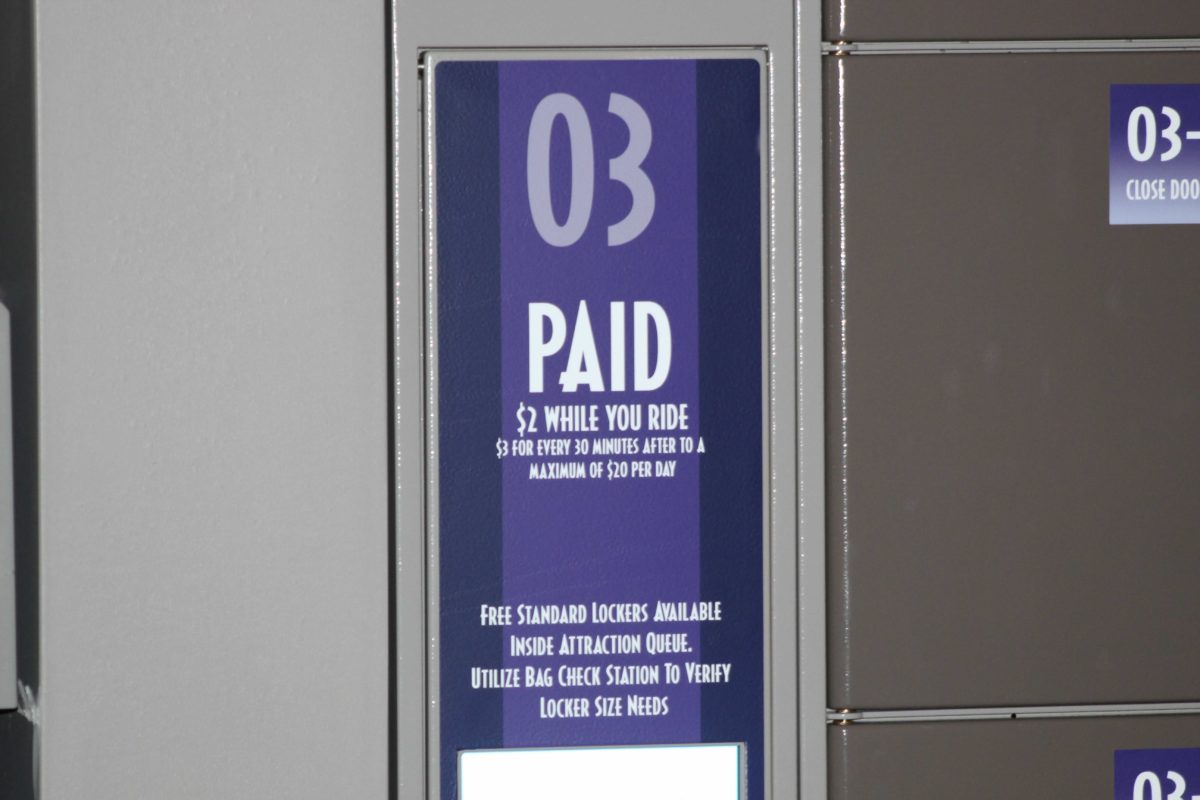 03
PAID
$2 WHILE YOU RIDE
$3 FOR EVERY 30 MINUTES AFTER TO A
MAXIMUM OF $20 PER DAY
FREE STANDARD LOCKERS AVAILABLE
INSIDE ATTRACTION QUEUE.
UTILIZE BAG CHECK STATION TO VERIFY
LOCKER SIZE NEEDS
03-
CLOSE DOO
03-